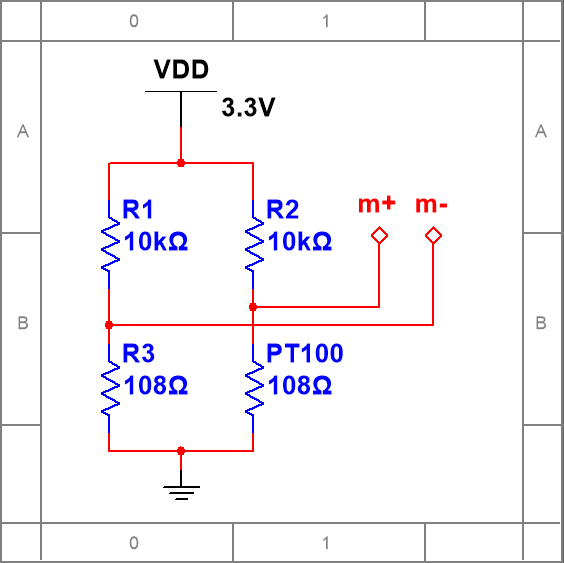 0 1
VDD
3.3V
A A
R1 R2 m+ m-
10kΩ 10kΩ
B B
R3 PT100
108Ω 108Ω
0 1